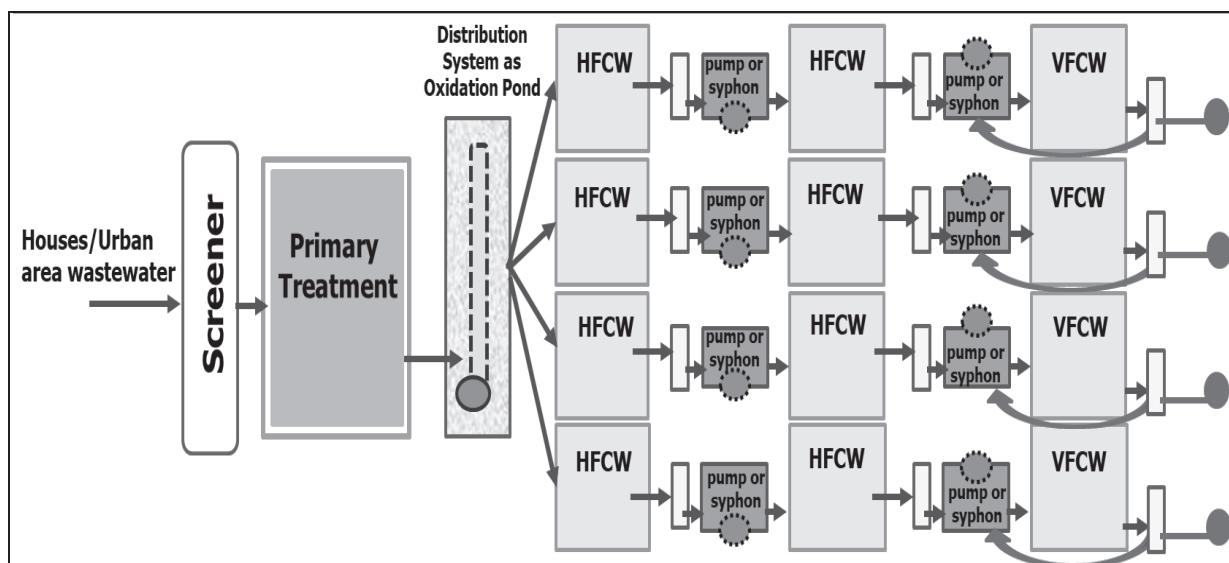 Houses/Urban
area wastewater
Screener
Primary
Treatment
Distribution
System as
Oxidation Pond
HFCW
pump or
syphon
HFCW
pump or
syphon
VFCW
HFCW
pump or
syphon
HFCW
pump or
syphon
VFCW
HFCW
pump or
syphon
HFCW
pump or
syphon
VFCW
HFCW
pump or
syphon
HFCW
pump or
syphon
VFCW